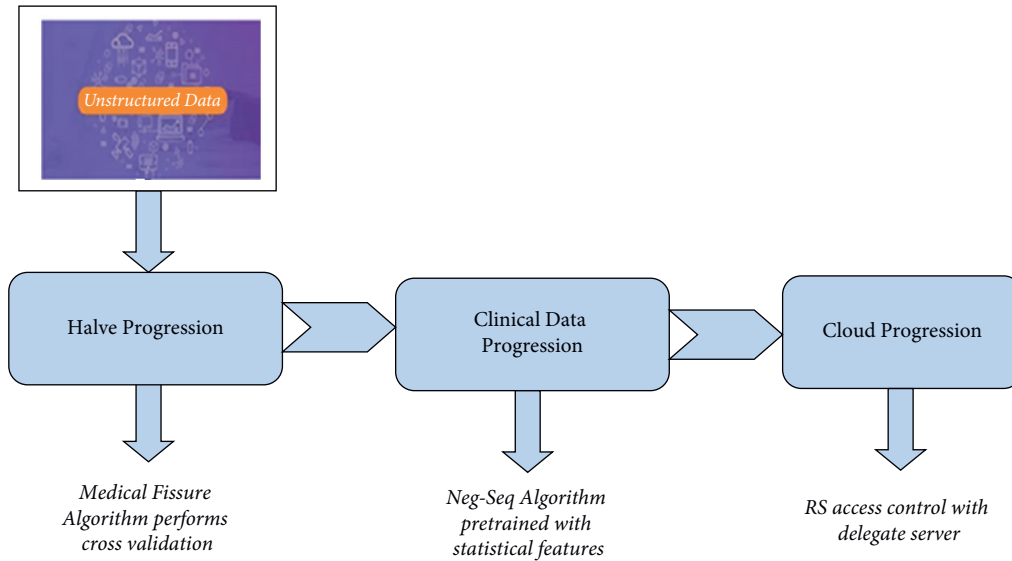 Unstructured Data
Halve Progression
Clinical Data
Progression
Cloud Progression
Medical Fissure
Algorithm performs
cross validation
Neg-Seq Algorithm
pretrained with
statistical features
RS access control with
delegate server